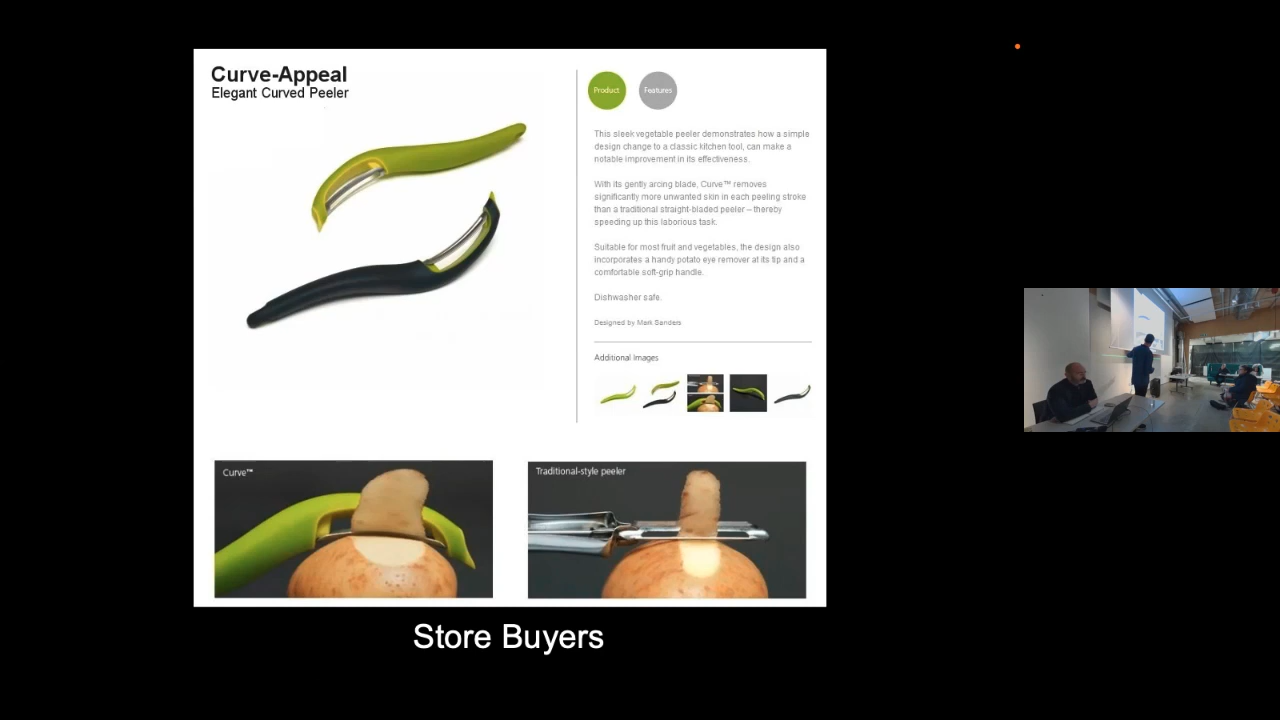 Curve-Appeal
Elegant Curved Peeler
Product
Features
This sleek vegetable peeler demonstrates how a simple
design change to a classic kitchen tool, can make a
notable improvement in its effectiveness.
With its gently arcing blade, Curve™ removes
significantly more unwanted skin in each peeling stroke
than a traditional straight-bladed peeler – thereby
speeding up this laborious task.
Suitable for most fruit and vegetables, the design also
incorporates a handy potato eye remover at its tip and a
comfortable soft-grip handle.
Dishwasher safe.
Designed by Mark Sanders
Additional Images
Curve™
Traditional-style peeler
Store Buyers